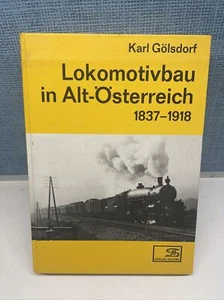 Karl Gölsdorf
Lokomotivbau
in Alt-Österreich
1837–1918